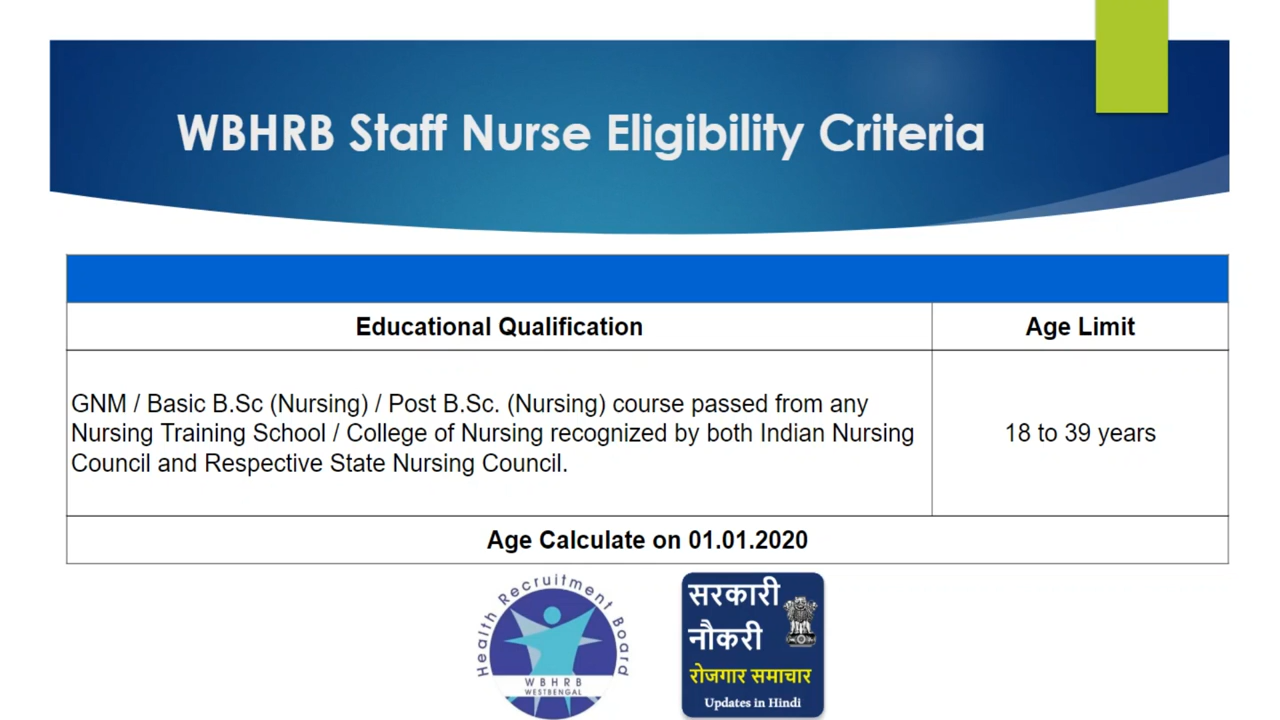 WBHRB Staff Nurse Eligibility Criteria
Educational Qualification
Age Limit
GNM / Basic B.Sc (Nursing) / Post B.Sc. (Nursing) course passed from any
Nursing Training School / College of Nursing recognized by both Indian Nursing
Council and Respective State Nursing Council.
18 to 39 years
Age Calculate on 01.01.2020
Health Recruitment Board
WBHRB
WESTBENGAL
सरकारी
नौकरी
रोजगार समाचार
Updates in Hindi